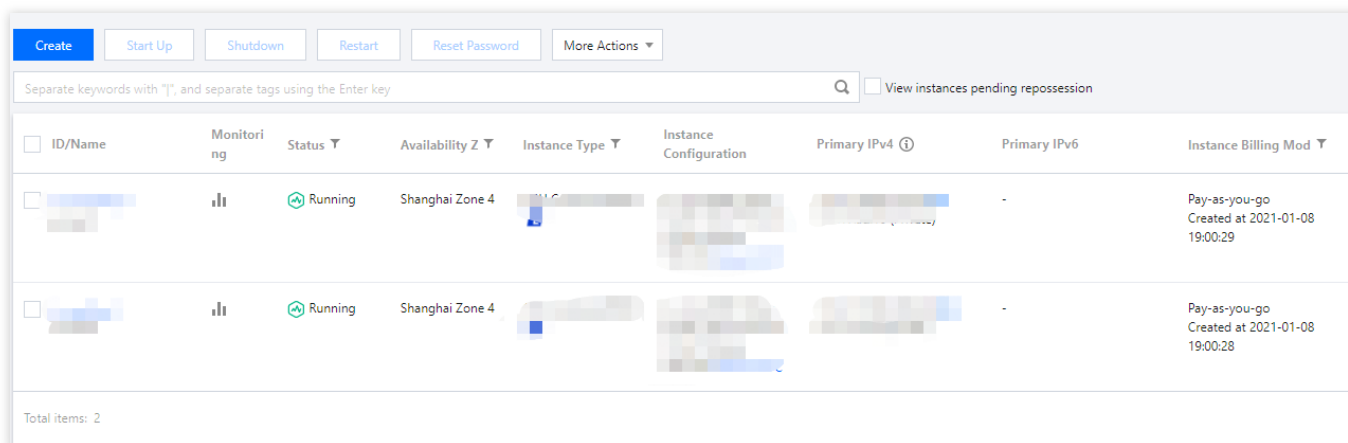 Create Start Up Shutdown Restart Reset Password More Actions
Separate keywords with "|", and separate tags using the Enter key View instances pending repossession
ID/Name Monitori
ng Status Availability Z Instance Type Instance
Configuration Primary IPv4 Primary IPv6 Instance Billing Mod
Running Shanghai Zone 4 - Pay-as-you-go
Created at 2021-01-08
19:00:29
Running Shanghai Zone 4 - Pay-as-you-go
Created at 2021-01-08
19:00:28
Total items: 2